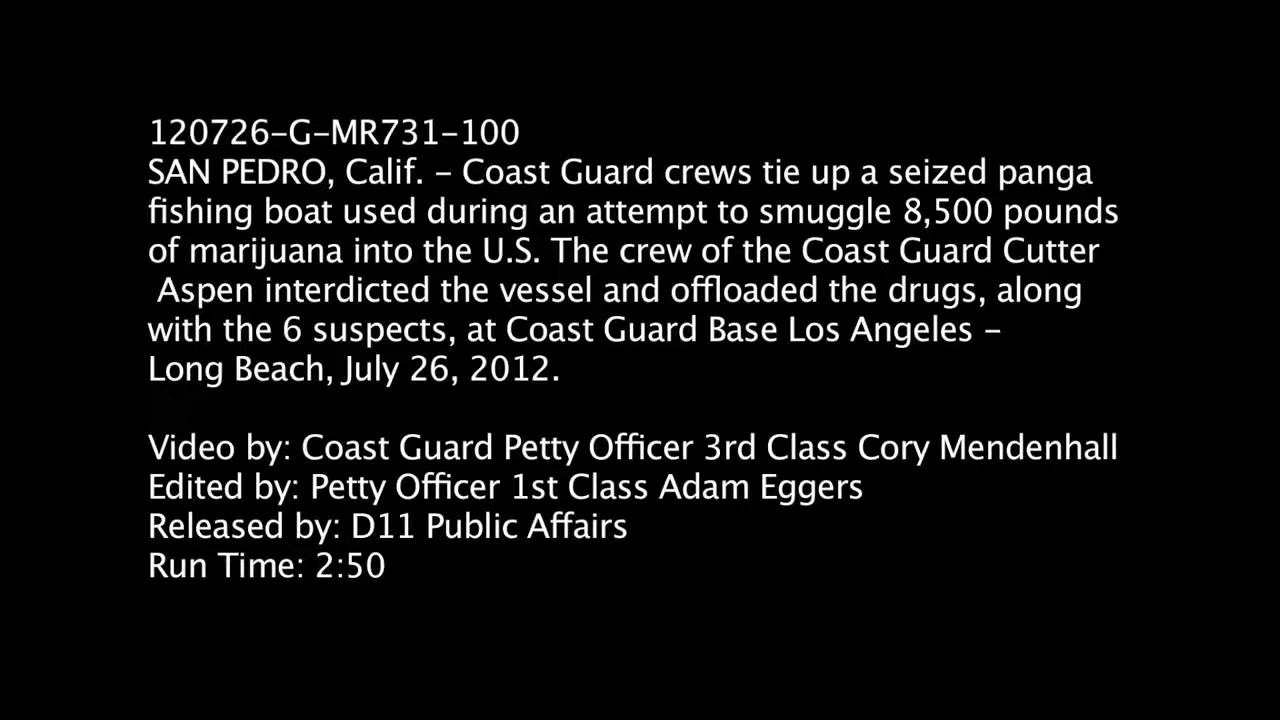 120726-G-MR731-100
SAN PEDRO, Calif. - Coast Guard crews tie up a seized panga
fishing boat used during an attempt to smuggle 8,500 pounds
of marijuana into the U.S. The crew of the Coast Guard Cutter
Aspen interdicted the vessel and offloaded the drugs, along
with the 6 suspects, at Coast Guard Base Los Angeles -
Long Beach, July 26, 2012.
Video by: Coast Guard Petty Officer 3rd Class Cory Mendenhall
Edited by: Petty Officer 1st Class Adam Eggers
Released by: D11 Public Affairs
Run Time: 2:50